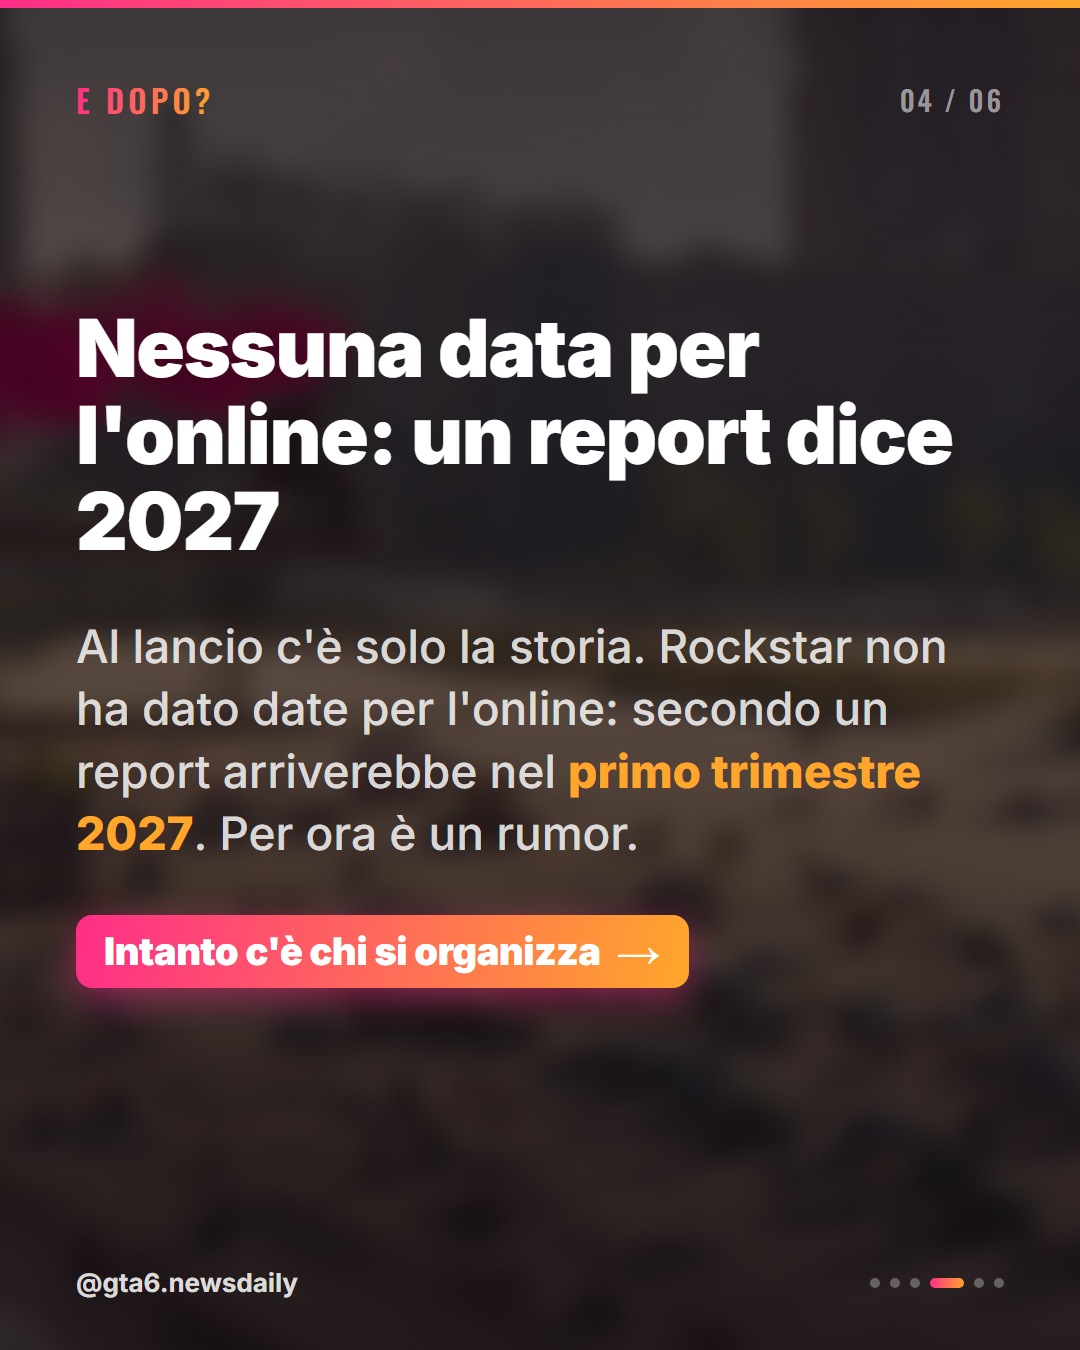 E DOPO?
04 / 06
Nessuna data per
l'online: un report dice
2027
Al lancio c'è solo la storia. Rockstar non
ha dato date per l'online: secondo un
report arriverebbe nel primo trimestre
2027. Per ora è un rumor.
Intanto c'è chi si organizza →
@gta6.newsdaily